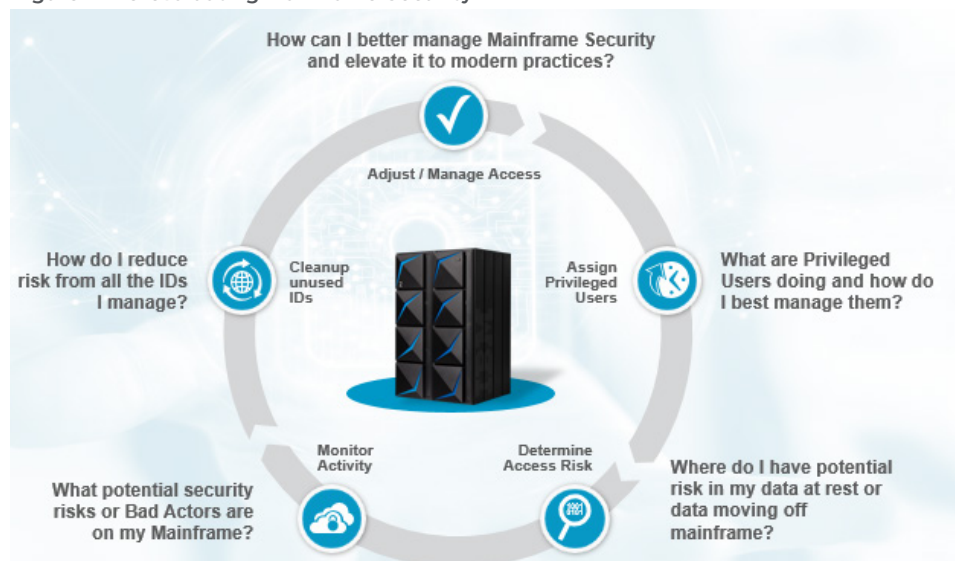 How can I better manage Mainframe Security
and elevate it to modern practices?
Adjust / Manage Access
How do I reduce
risk from all the IDs
I manage?
Cleanup
unused
IDs
Assign
Privileged
Users
What are Privileged
Users doing and how do
I best manage them?
Monitor
Activity
Determine
Access Risk
What potential security
risks or Bad Actors are
on my Mainframe?
1001
0101
Where do I have potential
risk in my data at rest or
data moving off
mainframe?